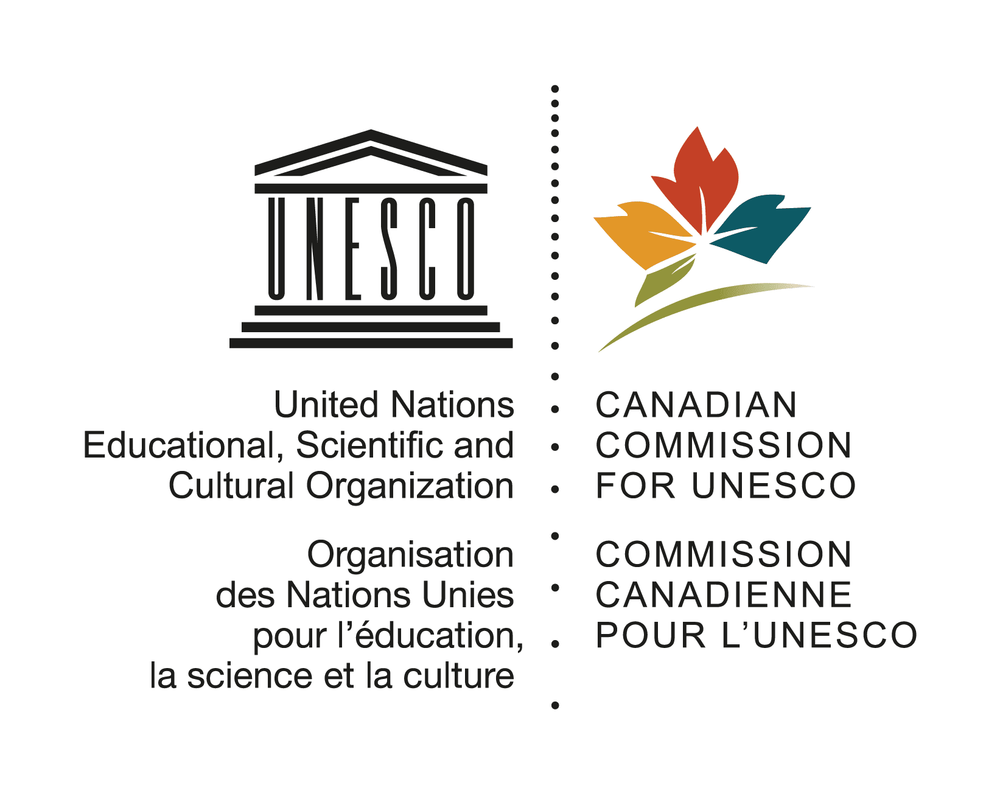 UNESCO
United Nations
Educational, Scientific and
Cultural Organization
Organisation
des Nations Unies
pour l’éducation,
la science et la culture
CANADIAN
COMMISSION
FOR UNESCO
COMMISSION
CANADIENNE
POUR L’UNESCO